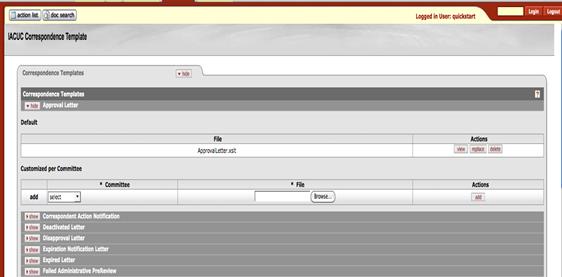 action list doc search Logged in User: quickstart Login Logout
IACUC Correspondence Template
Correspondence Templates hide
Correspondence Templates ?
hide Approval Letter
Default
File Actions
ApprovalLetter.xslt view replace delete
Customized per Committee
* Committee * File Actions
add select Browse... add
show Correspondent Action Notification
show Deactivated Letter
show Disapproval Letter
show Expiration Notification Letter
show Expired Letter
show Failed Administrative PreReview